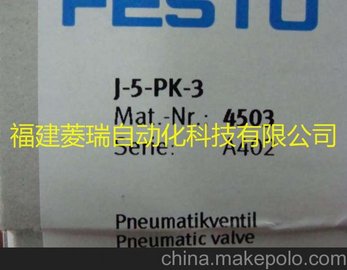 FESTO
J-5-PK-3
Mat.-Nr.: 4503
福建菱瑞自动化科技有限公司
Serie: A402
Pneumatikventil
Pneumatic valve
china.makepolo.com